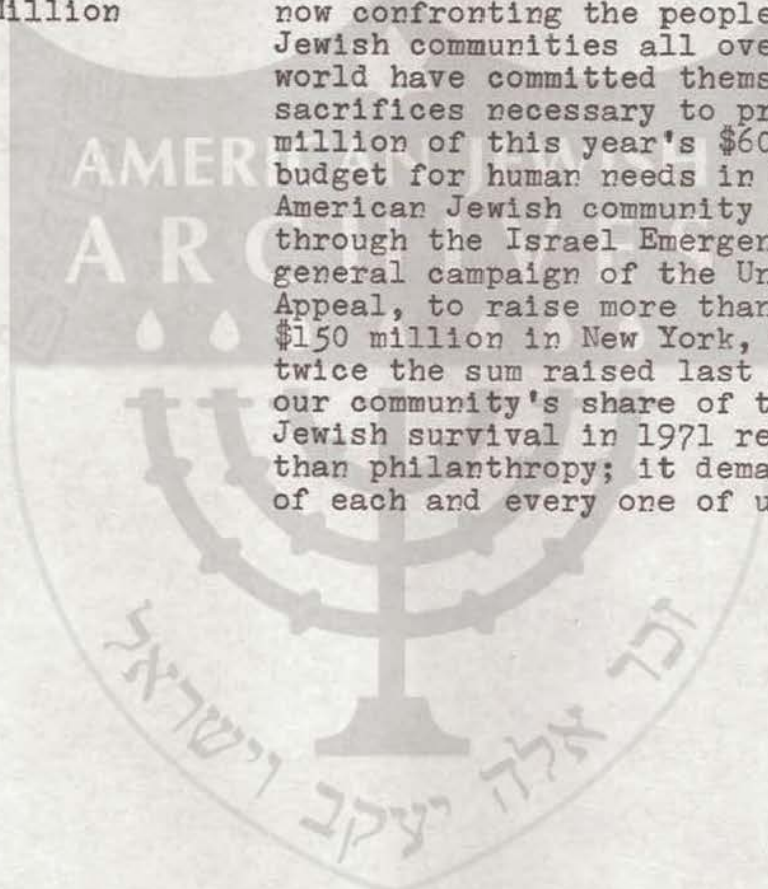 Million
now confronting the people
Jewish communities all ove
world have committed thems
sacrifices necessary to pr
million of this year's $60
budget for human needs in
American Jewish community
through the Israel Emergen
general campaign of the Un
Appeal, to raise more than
$150 million in New York,
twice the sum raised last
our community's share of t
Jewish survival in 1971 re
than philanthropy; it dema
of each and every one of u
AMERICAN JEWISH
ARCHIVES
זכר אלה יעקב וישראל